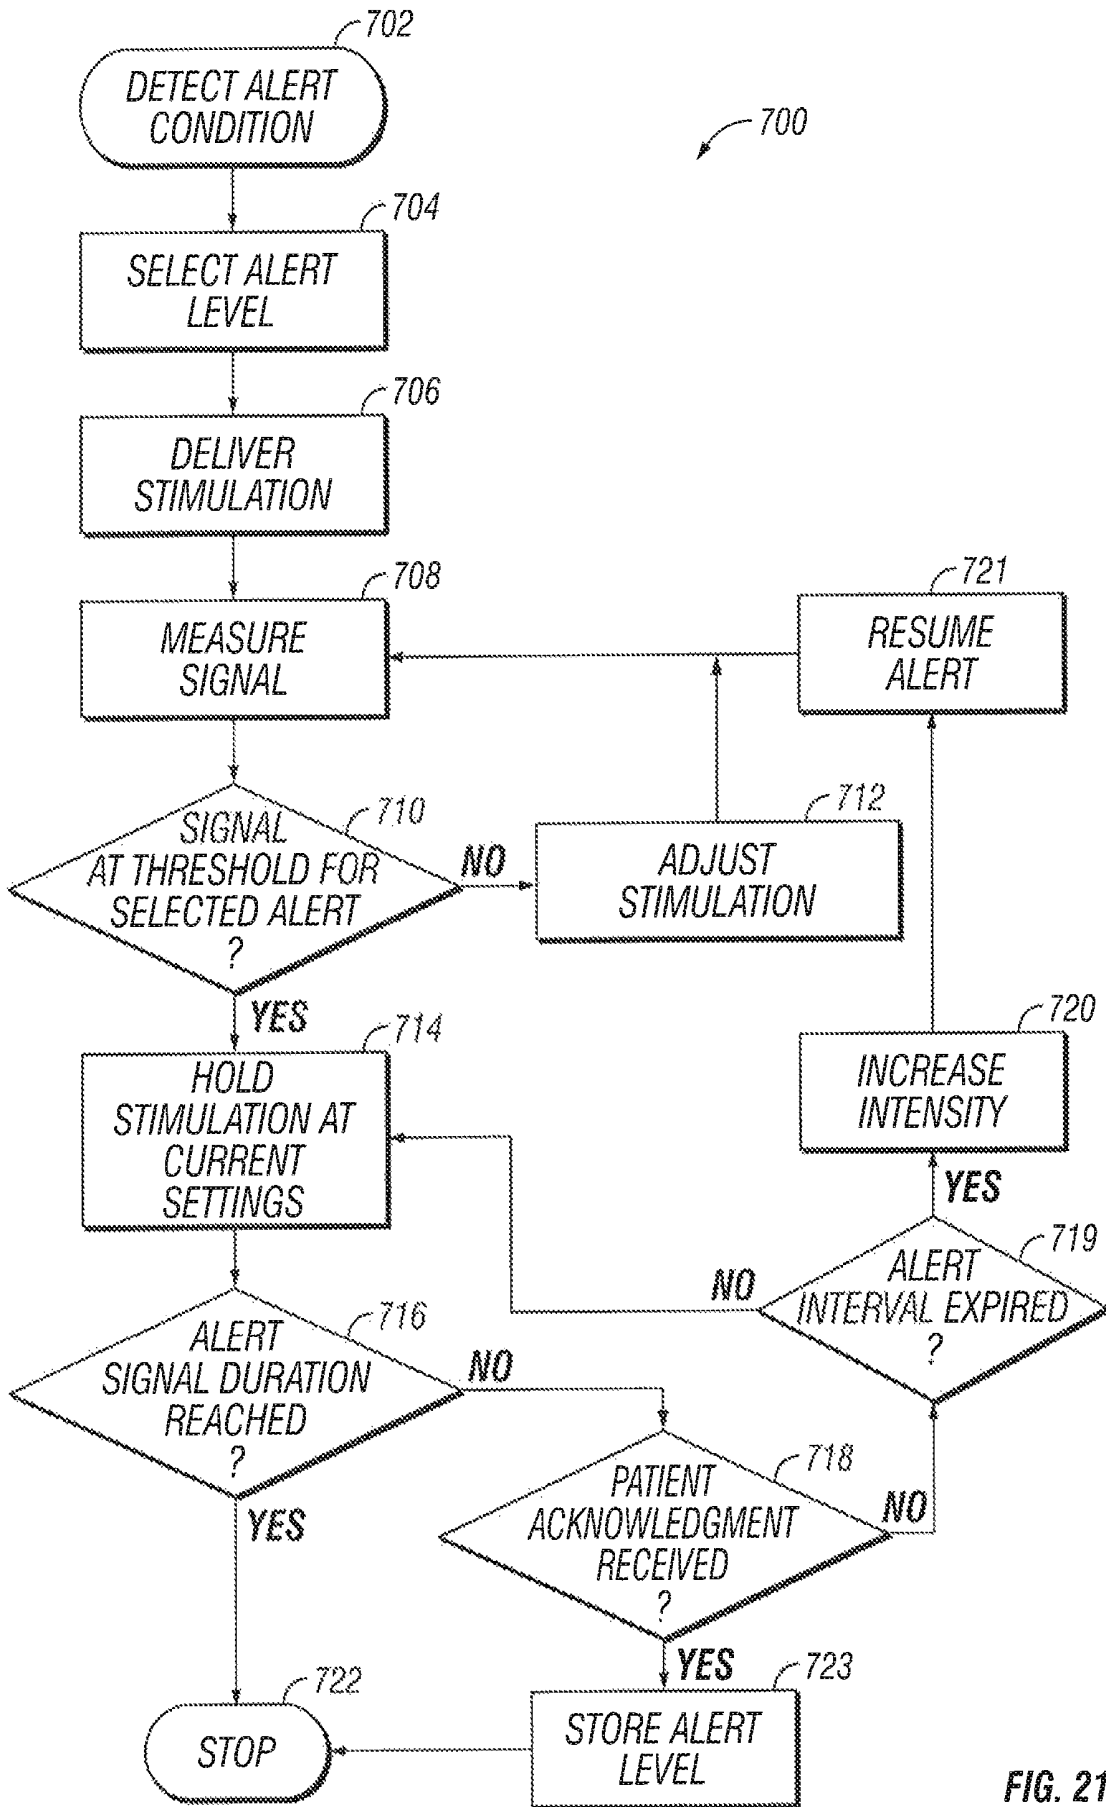 702
DETECT ALERT
CONDITION
700
704
SELECT ALERT
LEVEL
706
DELIVER
STIMULATION
708
MEASURE
SIGNAL
721
RESUME
ALERT
710
SIGNAL
AT THRESHOLD FOR
SELECTED ALERT
?
NO
712
ADJUST
STIMULATION
YES
714
HOLD
STIMULATION AT
CURRENT
SETTINGS
720
INCREASE
INTENSITY
YES
719
ALERT
INTERVAL EXPIRED
?
NO
716
ALERT
SIGNAL DURATION
REACHED
?
NO
YES
718
PATIENT
ACKNOWLEDGMENT
RECEIVED
?
NO
YES
722
STOP
723
STORE ALERT
LEVEL
FIG. 21